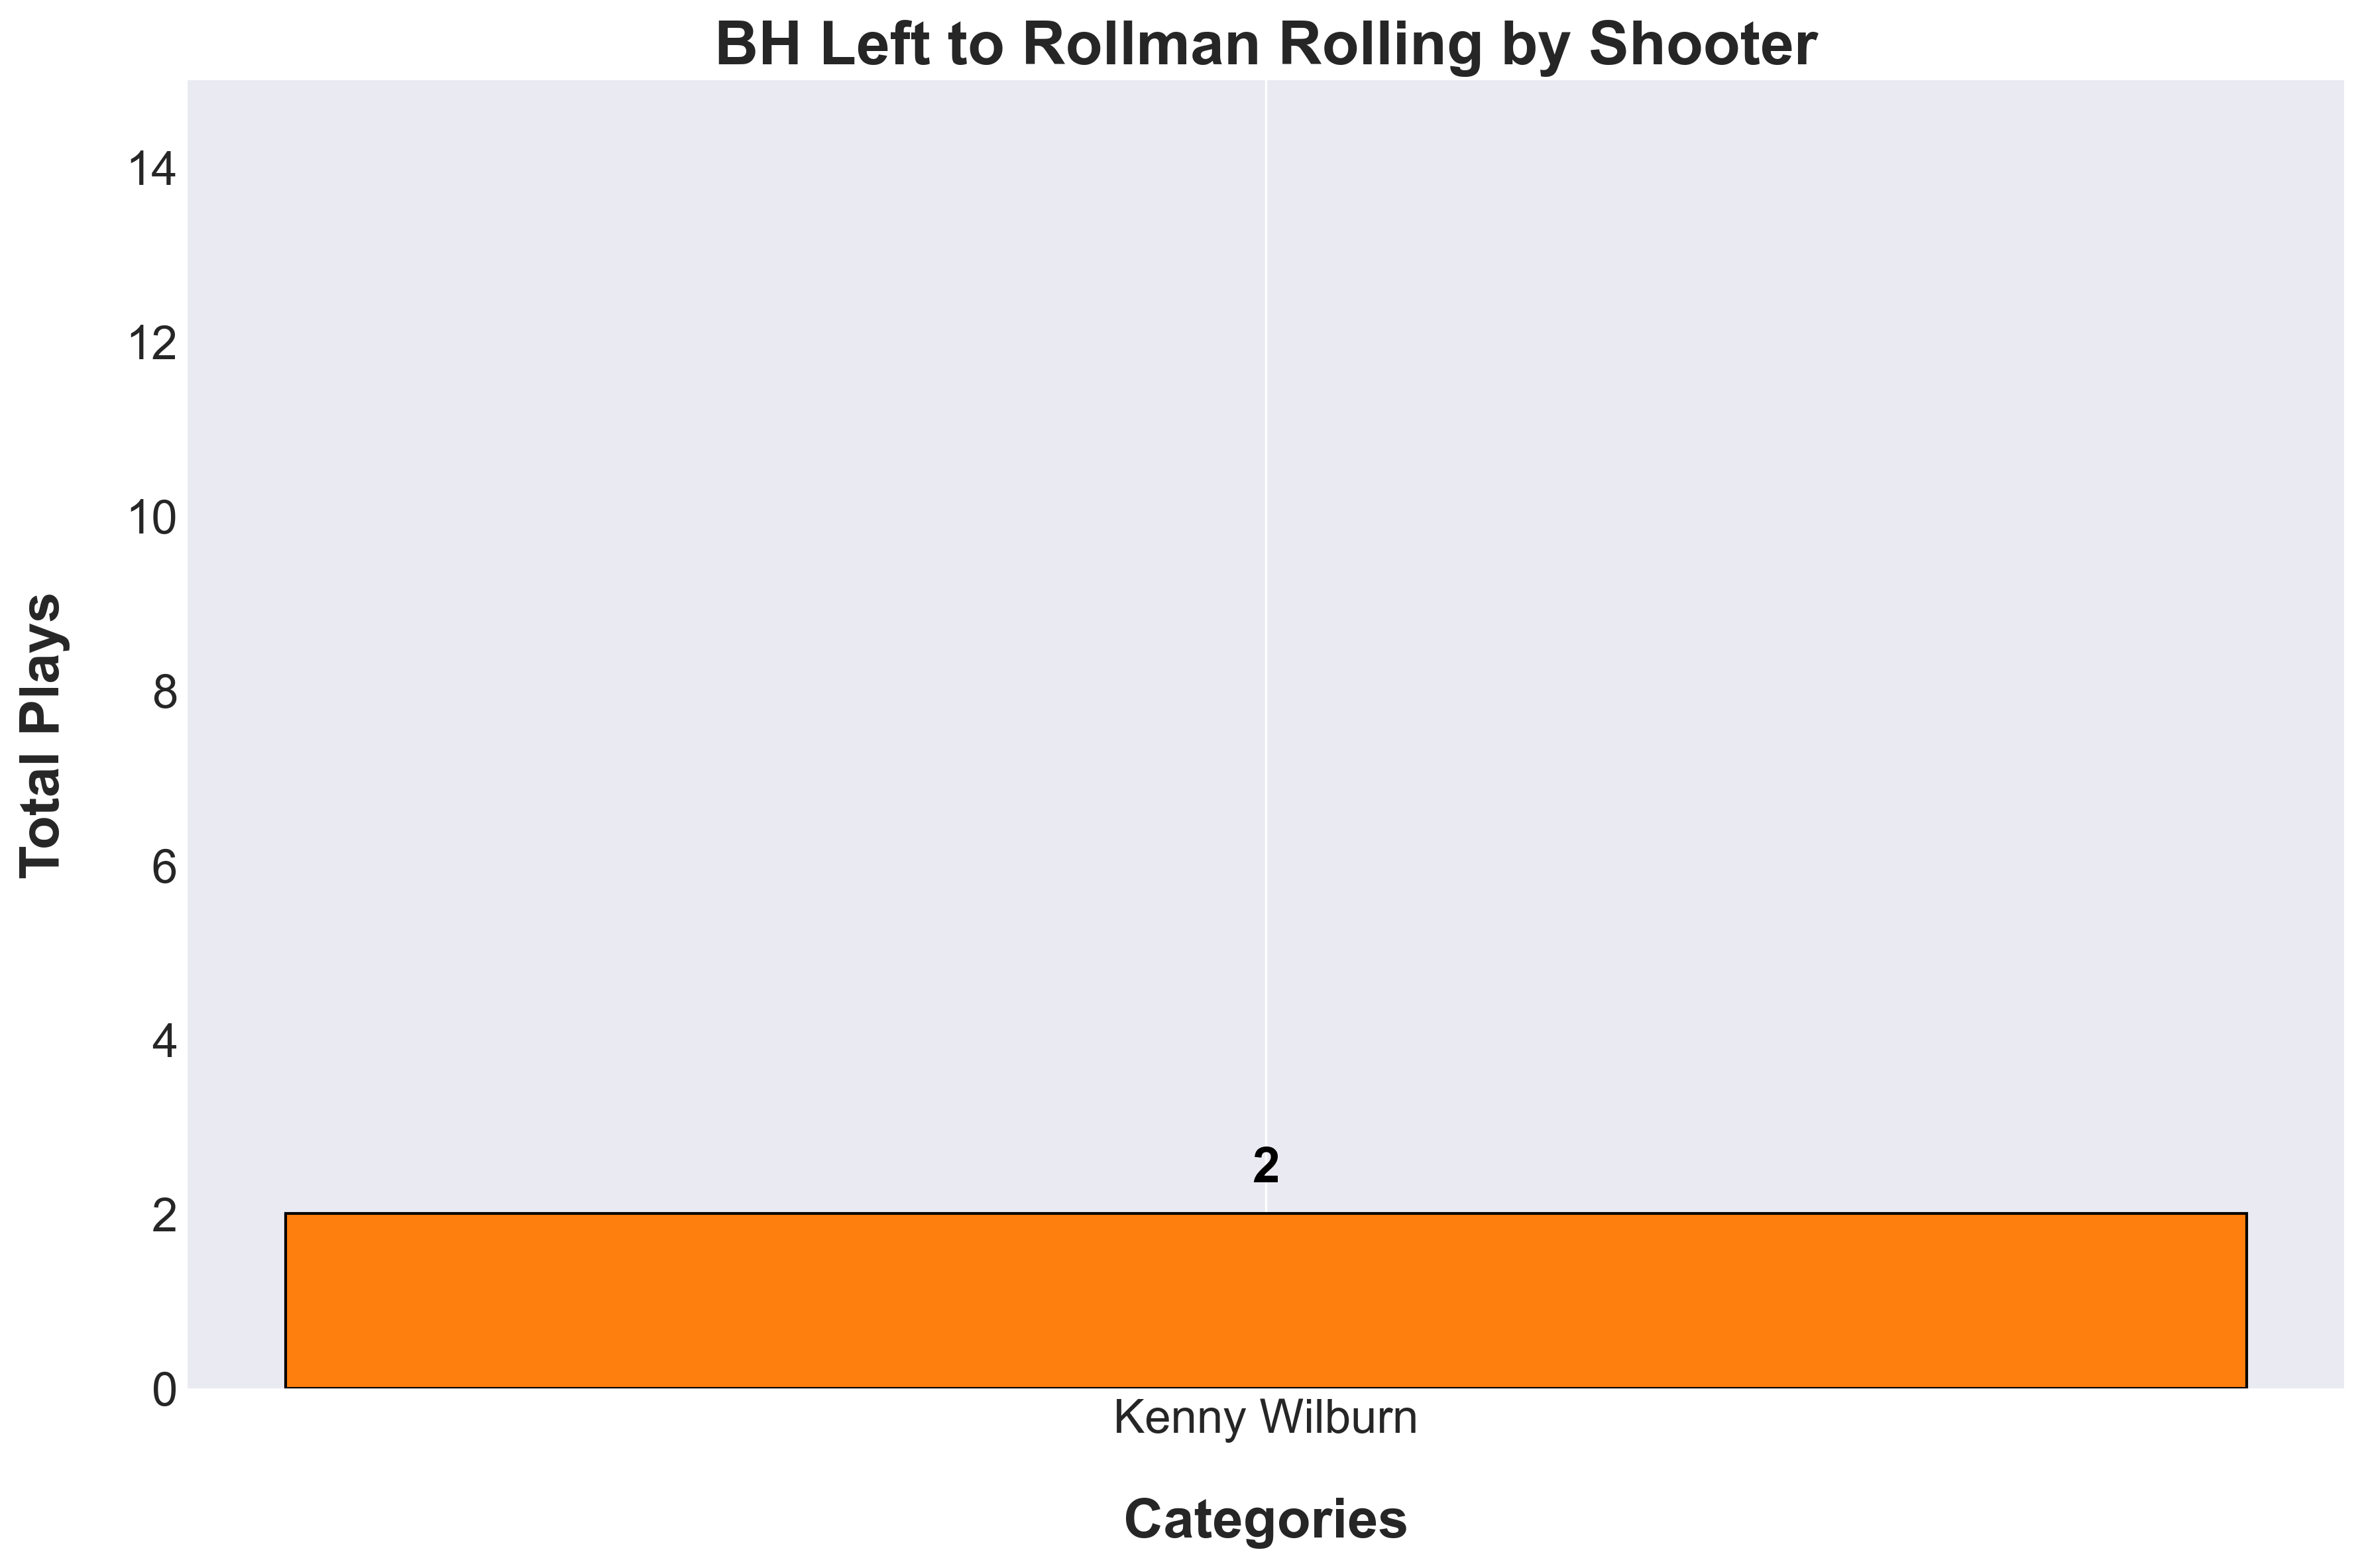 BH Left to Rollman Rolling by Shooter
14
12
10
8
6
4
2
0
Total Plays
2
Kenny Wilburn
Categories